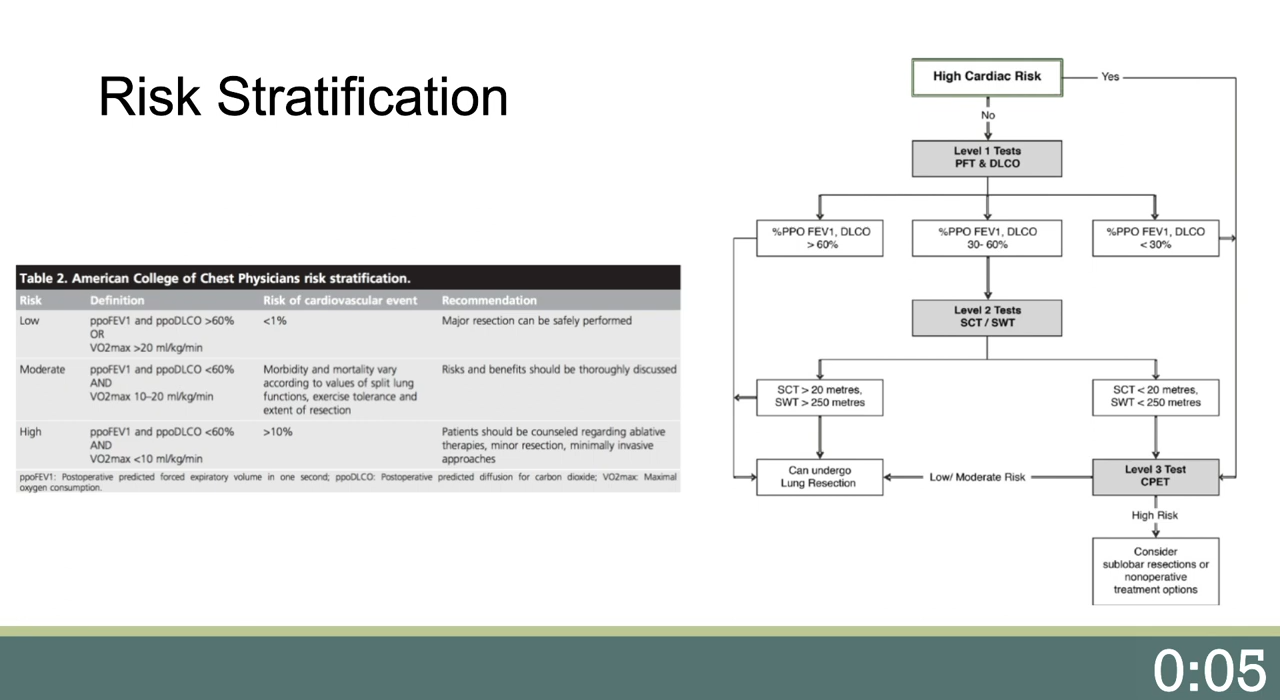 Risk Stratification
Table 2. American College of Chest Physicians risk stratification.
Risk Definition Risk of cardiovascular event Recommendation
Low ppoFEV1 and ppoDLCO >60% <1% Major resection can be safely performed
OR
VO2max >20 ml/kg/min
Moderate ppoFEV1 and ppoDLCO <60% Morbidity and mortality vary Risks and benefits should be thoroughly discussed
AND according to values of split lung
VO2max 10–20 ml/kg/min functions, exercise tolerance and
extent of resection
High ppoFEV1 and ppoDLCO <60% >10% Patients should be counseled regarding ablative
AND therapies, minor resection, minimally invasive
VO2max <10 ml/kg/min approaches
ppoFEV1: Postoperative predicted forced expiratory volume in one second; ppoDLCO: Postoperative predicted diffusion for carbon dioxide; VO2max: Maximal
oxygen consumption.
High Cardiac Risk
Yes
No
Level 1 Tests
PFT & DLCO
%PPO FEV1, DLCO
> 60%
%PPO FEV1, DLCO
30- 60%
%PPO FEV1, DLCO
< 30%
Level 2 Tests
SCT / SWT
SCT > 20 metres,
SWT > 250 metres
SCT < 20 metres,
SWT < 250 metres
Can undergo
Lung Resection
Low/ Moderate Risk
Level 3 Test
CPET
High Risk
Consider
sublobar resections or
nonoperative
treatment options
0:05